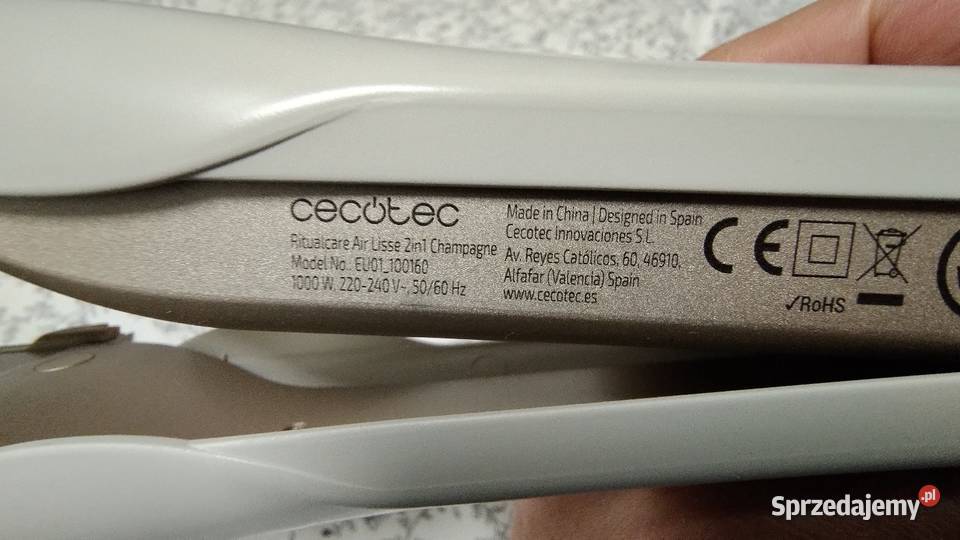 cecotec
Ritualcare Air Lisse 2in1 Champagne
Model No.: EU01_100160
1000 W, 220-240 V~, 50/60 Hz
Made in China | Designed in Spain
Cecotec Innovaciones S.L.
Av. Reyes Católicos, 60, 46910,
Alfafar (Valencia) Spain
www.cecotec.es
CE
✓RoHS
Sprzedajemy.pl